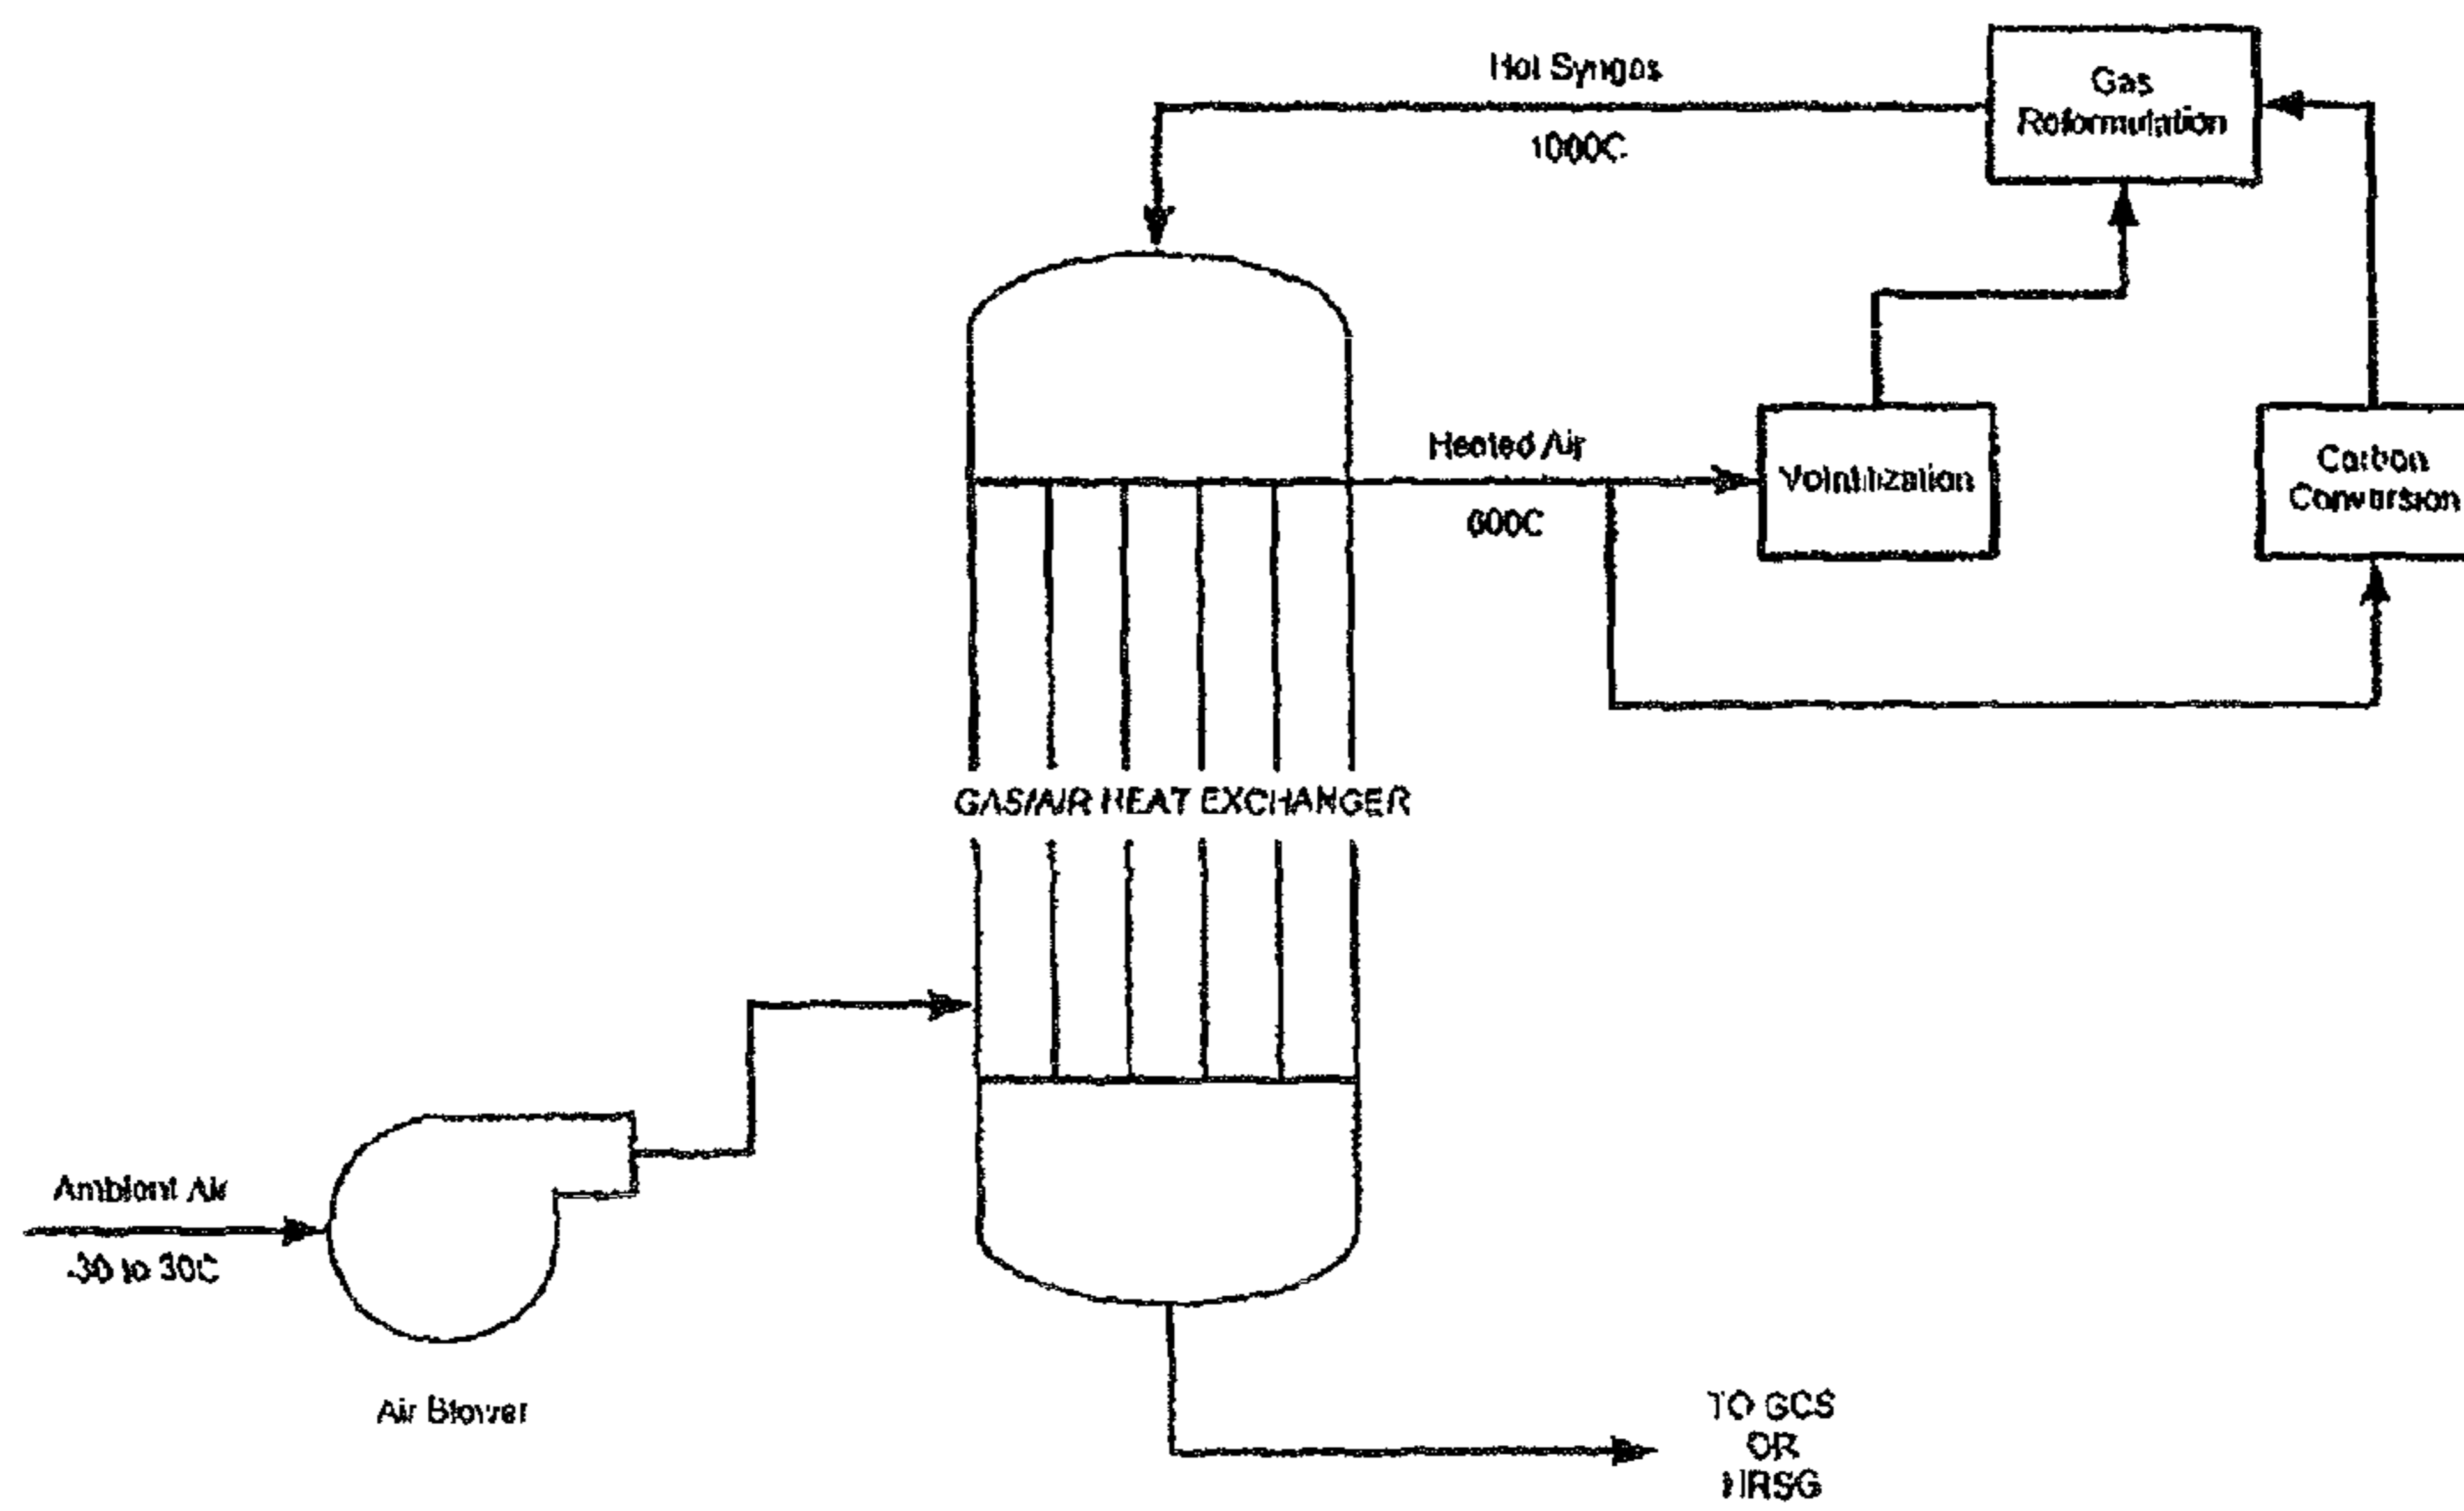 Hot Syngas
1000C
Gas
Reformulation
Heated Air
600C
Volatilization
Carbon
Conversion
GAS/AIR HEAT EXCHANGER
Ambient Air
-30 to 30C
Air Blower
TO GCS
OR
HRSG